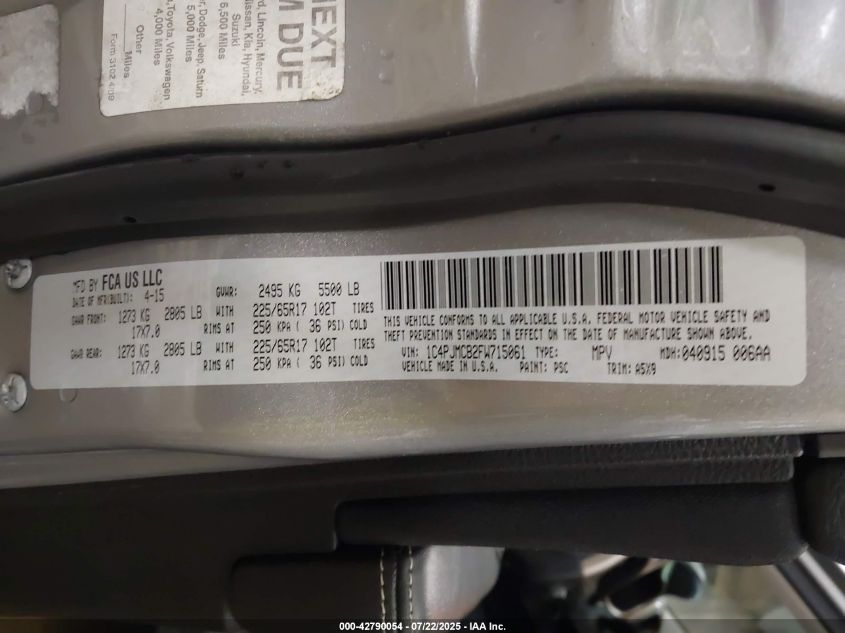 NEXT
M DUE
Lincoln, Mercury,
Nissan, Kia, Hyundai,
Suzuki
6,500 Miles
Dodge, Jeep, Saturn
5,000 Miles
Toyota, Volkswagen
4,000 Miles
Other
Miles
Form 3102 4/09
MFD BY FCA US LLC
DATE OF MFR(BUILT): 4-15
GVWR: 2495 KG 5500 LB
GAWR FRONT: 1273 KG 2805 LB WITH 225/65R17 102T TIRES
17X7.0 RIMS AT 250 KPA ( 36 PSI) COLD
GAWR REAR: 1273 KG 2805 LB WITH 225/65R17 102T TIRES
17X7.0 RIMS AT 250 KPA ( 36 PSI) COLD
THIS VEHICLE CONFORMS TO ALL APPLICABLE U.S.A. FEDERAL MOTOR VEHICLE SAFETY AND
THEFT PREVENTION STANDARDS IN EFFECT ON THE DATE OF MANUFACTURE SHOWN ABOVE.
VIN: 1C4PJMCB2FW715061 TYPE: MPV MDH: 040915 006AA
VEHICLE MADE IN U.S.A. PAINT: PSC TRIM: A5X9
000-42790054 - 07/22/2025 - IAA Inc.